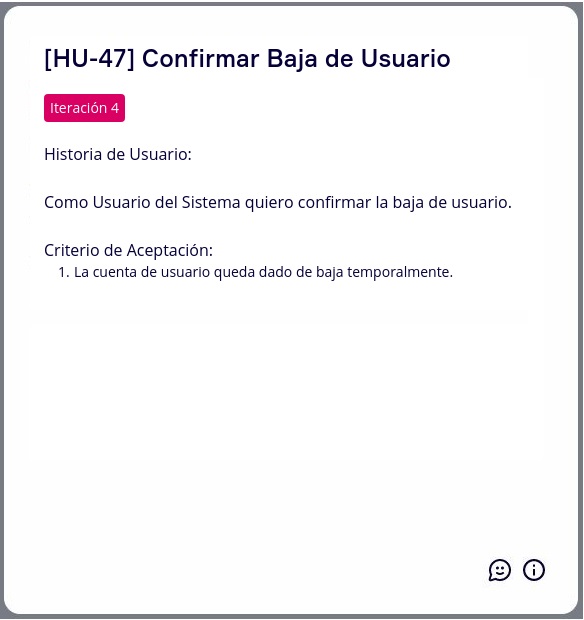 [HU-47] Confirmar Baja de Usuario
Iteración 4
Historia de Usuario:
Como Usuario del Sistema quiero confirmar la baja de usuario.
Criterio de Aceptación:
1. La cuenta de usuario queda dado de baja temporalmente.